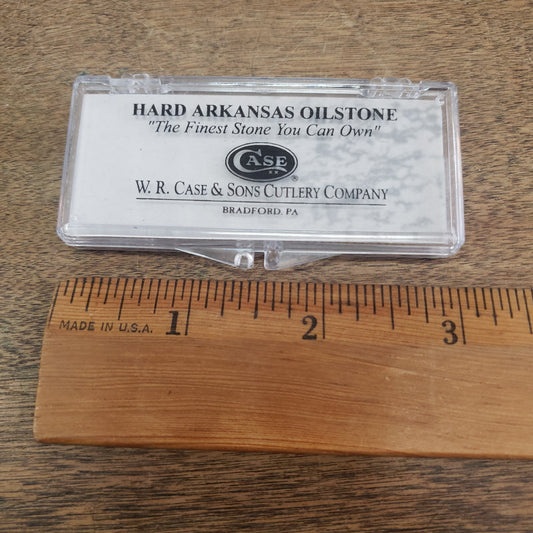 HARD ARKANSAS OILSTONE
"The Finest Stone You Can Own"
CASE
XX
®
W. R. CASE & SONS CUTLERY COMPANY
BRADFORD, PA
MADE IN U.S.A.
1
2
3